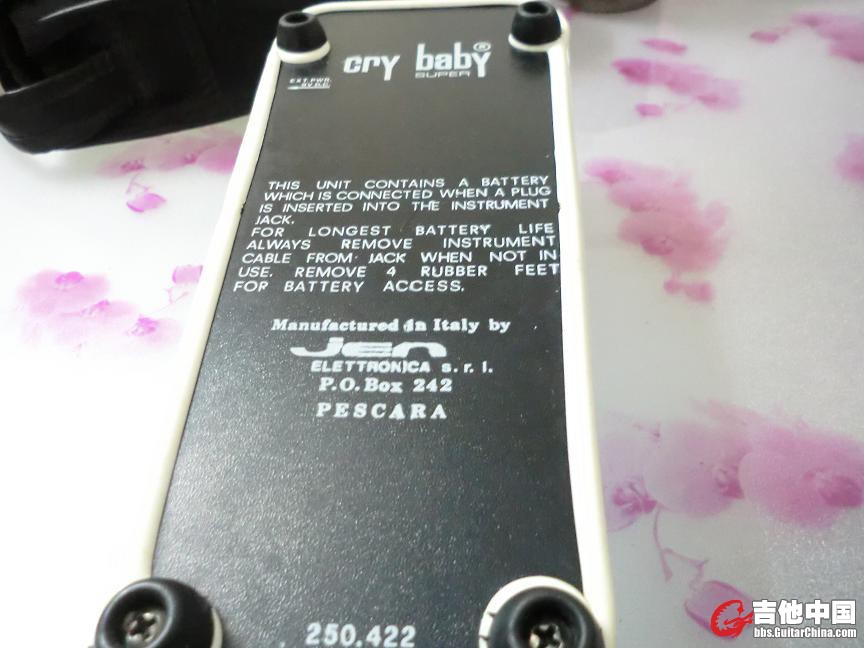 cry baby®
SUPER
EXT. PWR.
9V D.C.
THIS UNIT CONTAINS A BATTERY
WHICH IS CONNECTED WHEN A PLUG
IS INSERTED INTO THE INSTRUMENT
JACK.
FOR LONGEST BATTERY LIFE
ALWAYS REMOVE INSTRUMENT
CABLE FROM JACK WHEN NOT IN
USE. REMOVE 4 RUBBER FEET
FOR BATTERY ACCESS.
Manufactured in Italy by
Jen
ELETTRONICA s.r.l.
P.O. Box 242
PESCARA
250.422
吉他中国
bbs.GuitarChina.com